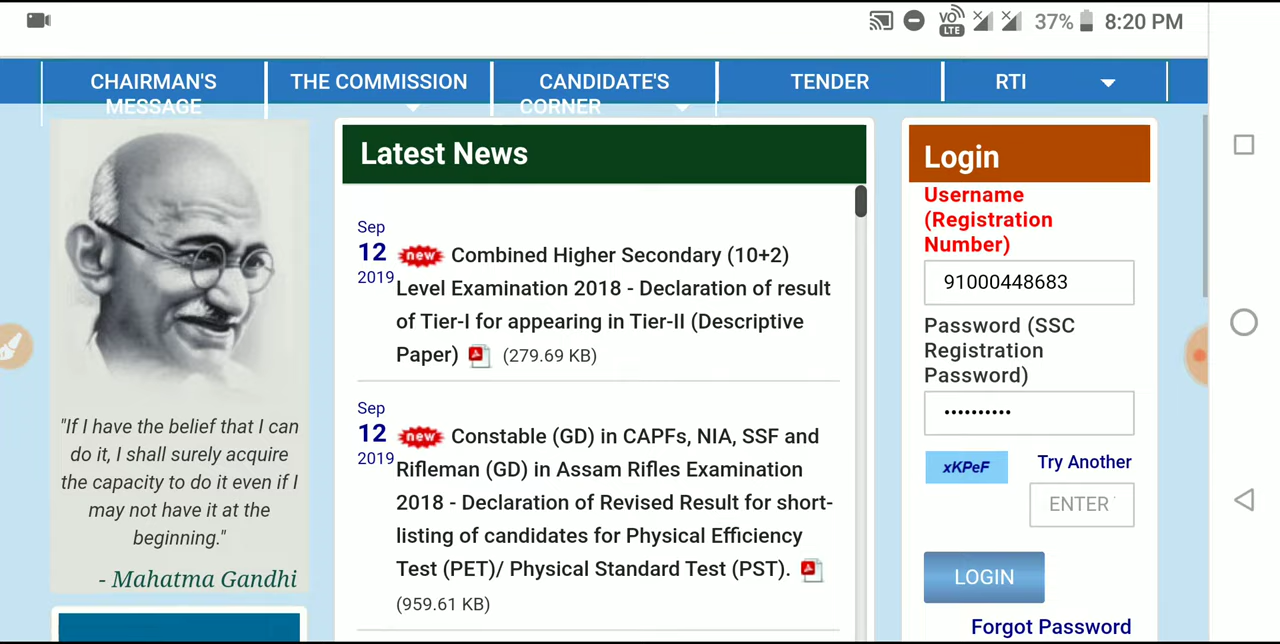 VO LTE 37% 8:20 PM
CHAIRMAN'S MESSAGE
THE COMMISSION
CANDIDATE'S CORNER
TENDER
RTI
"If I have the belief that I can
do it, I shall surely acquire
the capacity to do it even if I
may not have it at the
beginning."
- Mahatma Gandhi
Latest News
Sep
12
2019
new Combined Higher Secondary (10+2)
Level Examination 2018 - Declaration of result
of Tier-I for appearing in Tier-II (Descriptive
Paper) (279.69 KB)
Sep
12
2019
new Constable (GD) in CAPFs, NIA, SSF and
Rifleman (GD) in Assam Rifles Examination
2018 - Declaration of Revised Result for short-
listing of candidates for Physical Efficiency
Test (PET)/ Physical Standard Test (PST).
(959.61 KB)
Login
Username
(Registration
Number)
91000448683
Password (SSC
Registration
Password)
••••••••••
xKPeF Try Another
ENTER
LOGIN
Forgot Password